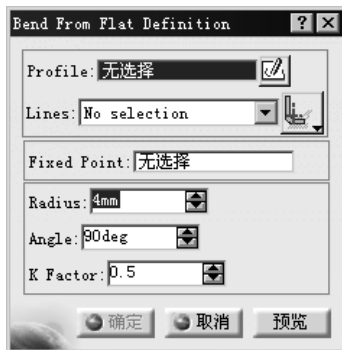 Bend From Flat Definition ? ×
Profile: 无选择
Lines: No selection
Fixed Point: 无选择
Radius: 4mm
Angle: 90deg
K Factor: 0.5
确定 取消 预览